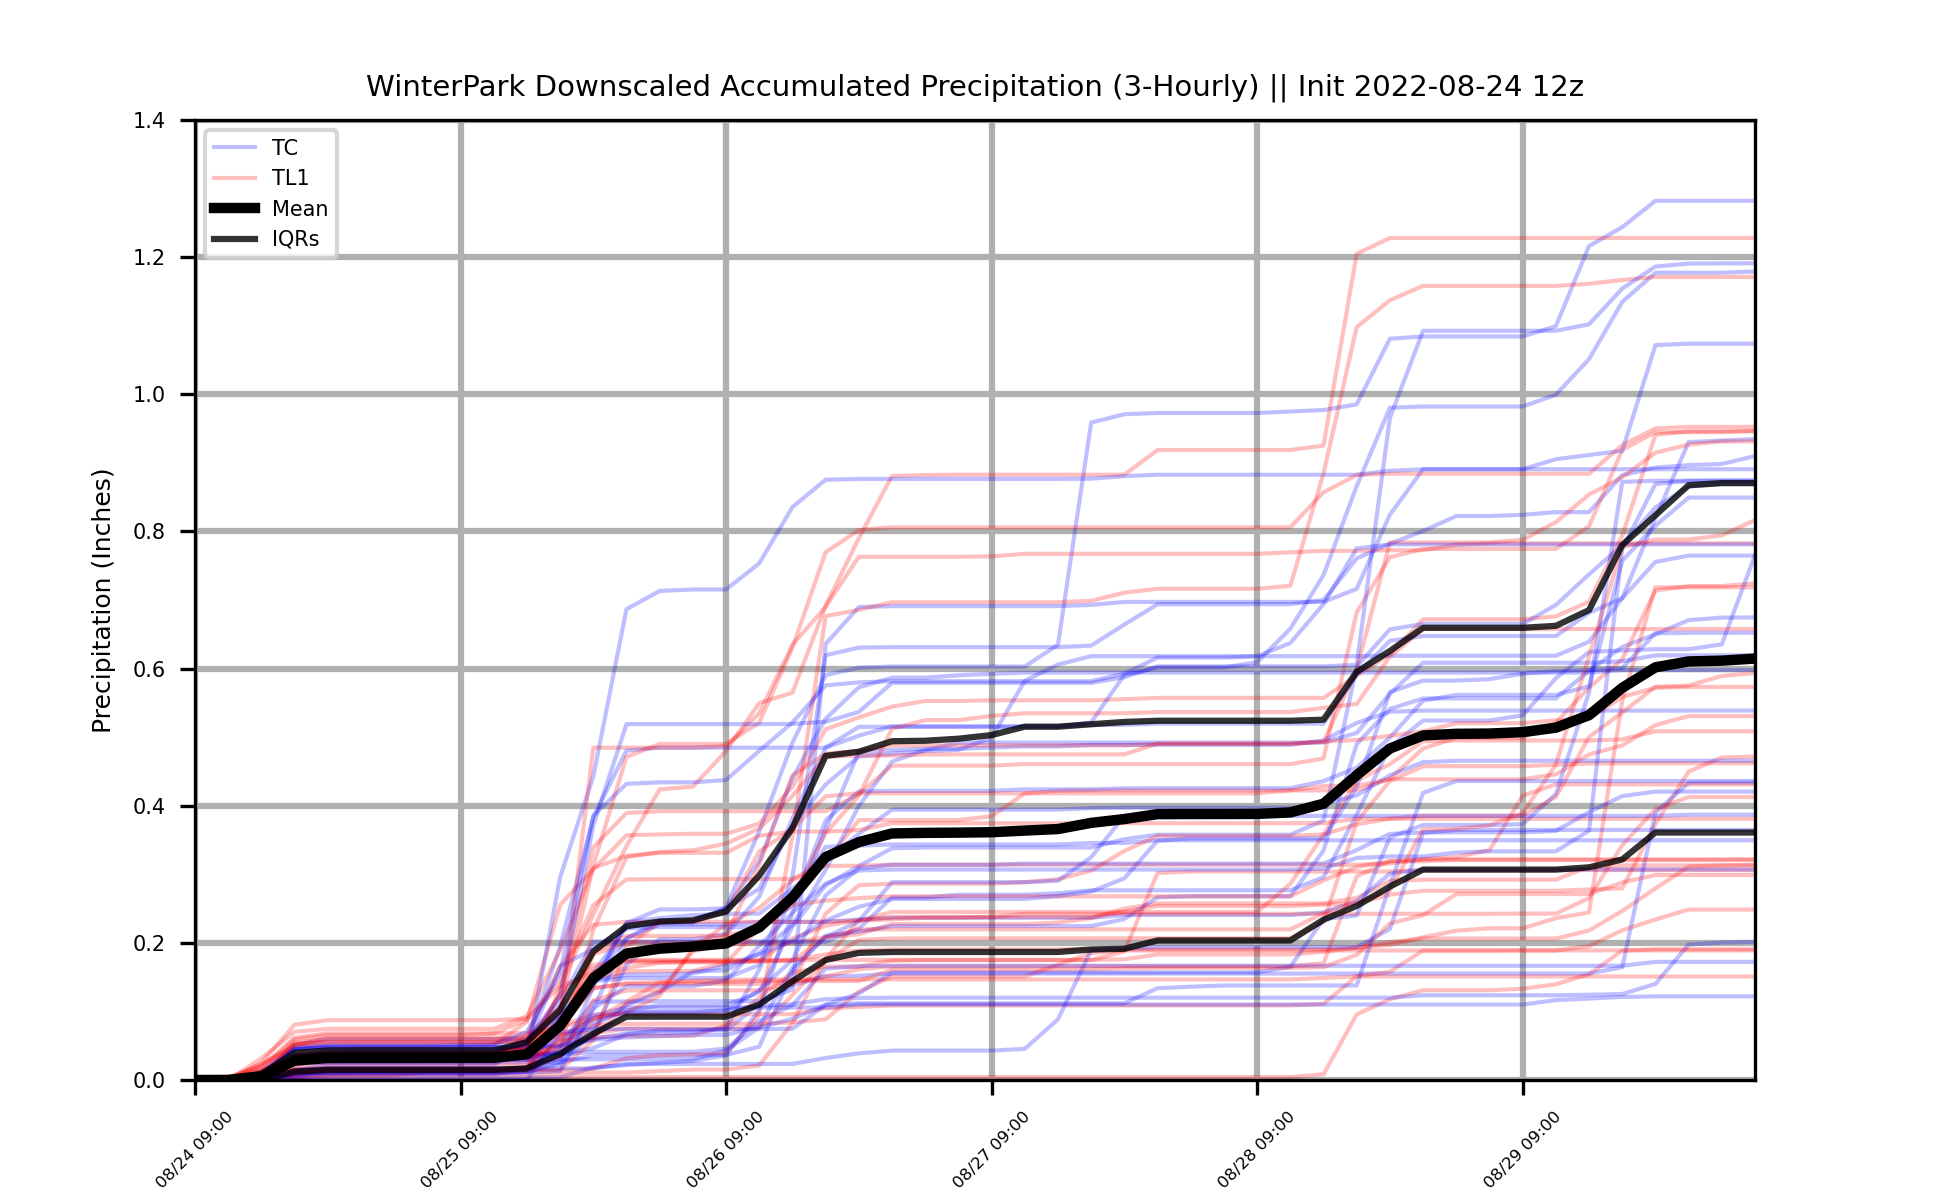 WinterPark Downscaled Accumulated Precipitation (3-Hourly) || Init 2022-08-24 12z
Precipitation (Inches)
1.4
1.2
1.0
0.8
0.6
0.4
0.2
0.0
TC
TL1
Mean
IQRs
08/24 09:00
08/25 09:00
08/26 09:00
08/27 09:00
08/28 09:00
08/29 09:00